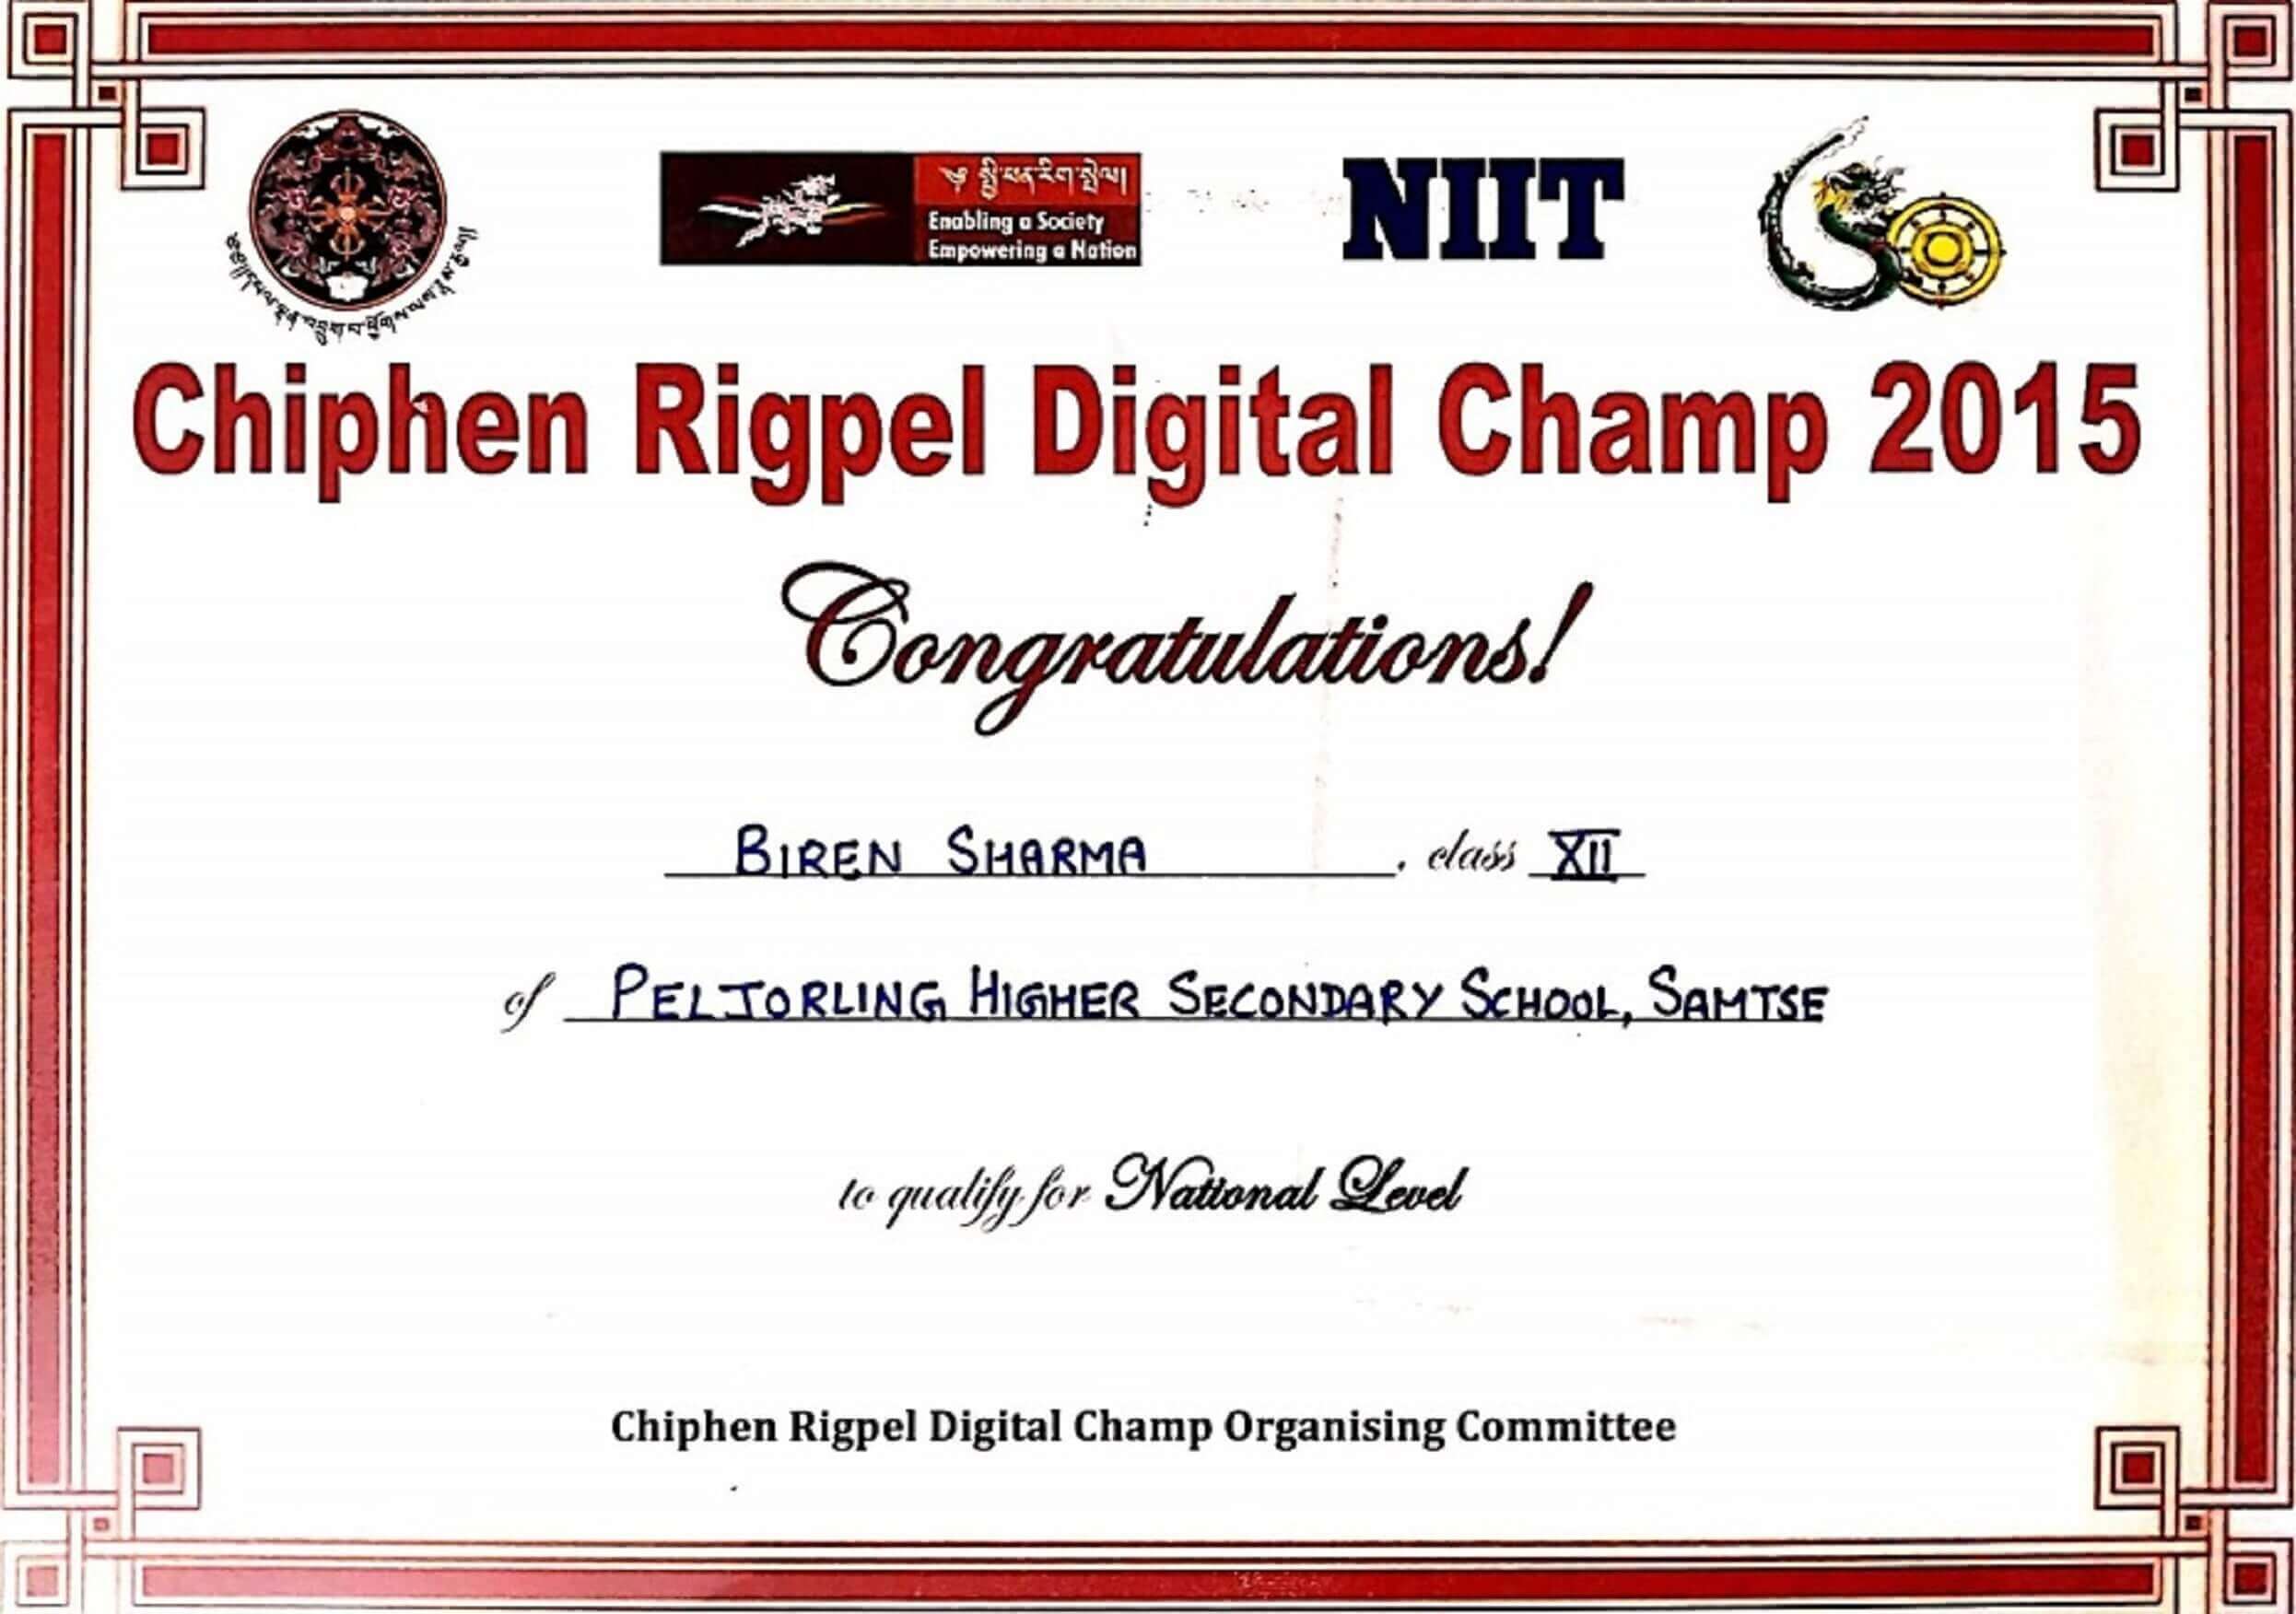 ༄ སྤྱི་ཕན་རིག་སྤེལ།
Enabling a Society
Empowering a Nation
NIIT
Chiphen Rigpel Digital Champ 2015
Congratulations!
BIREN SHARMA , class XII
of PELJORLING HIGHER SECONDARY SCHOOL, SAMTSE
to qualify for National Level
Chiphen Rigpel Digital Champ Organising Committee